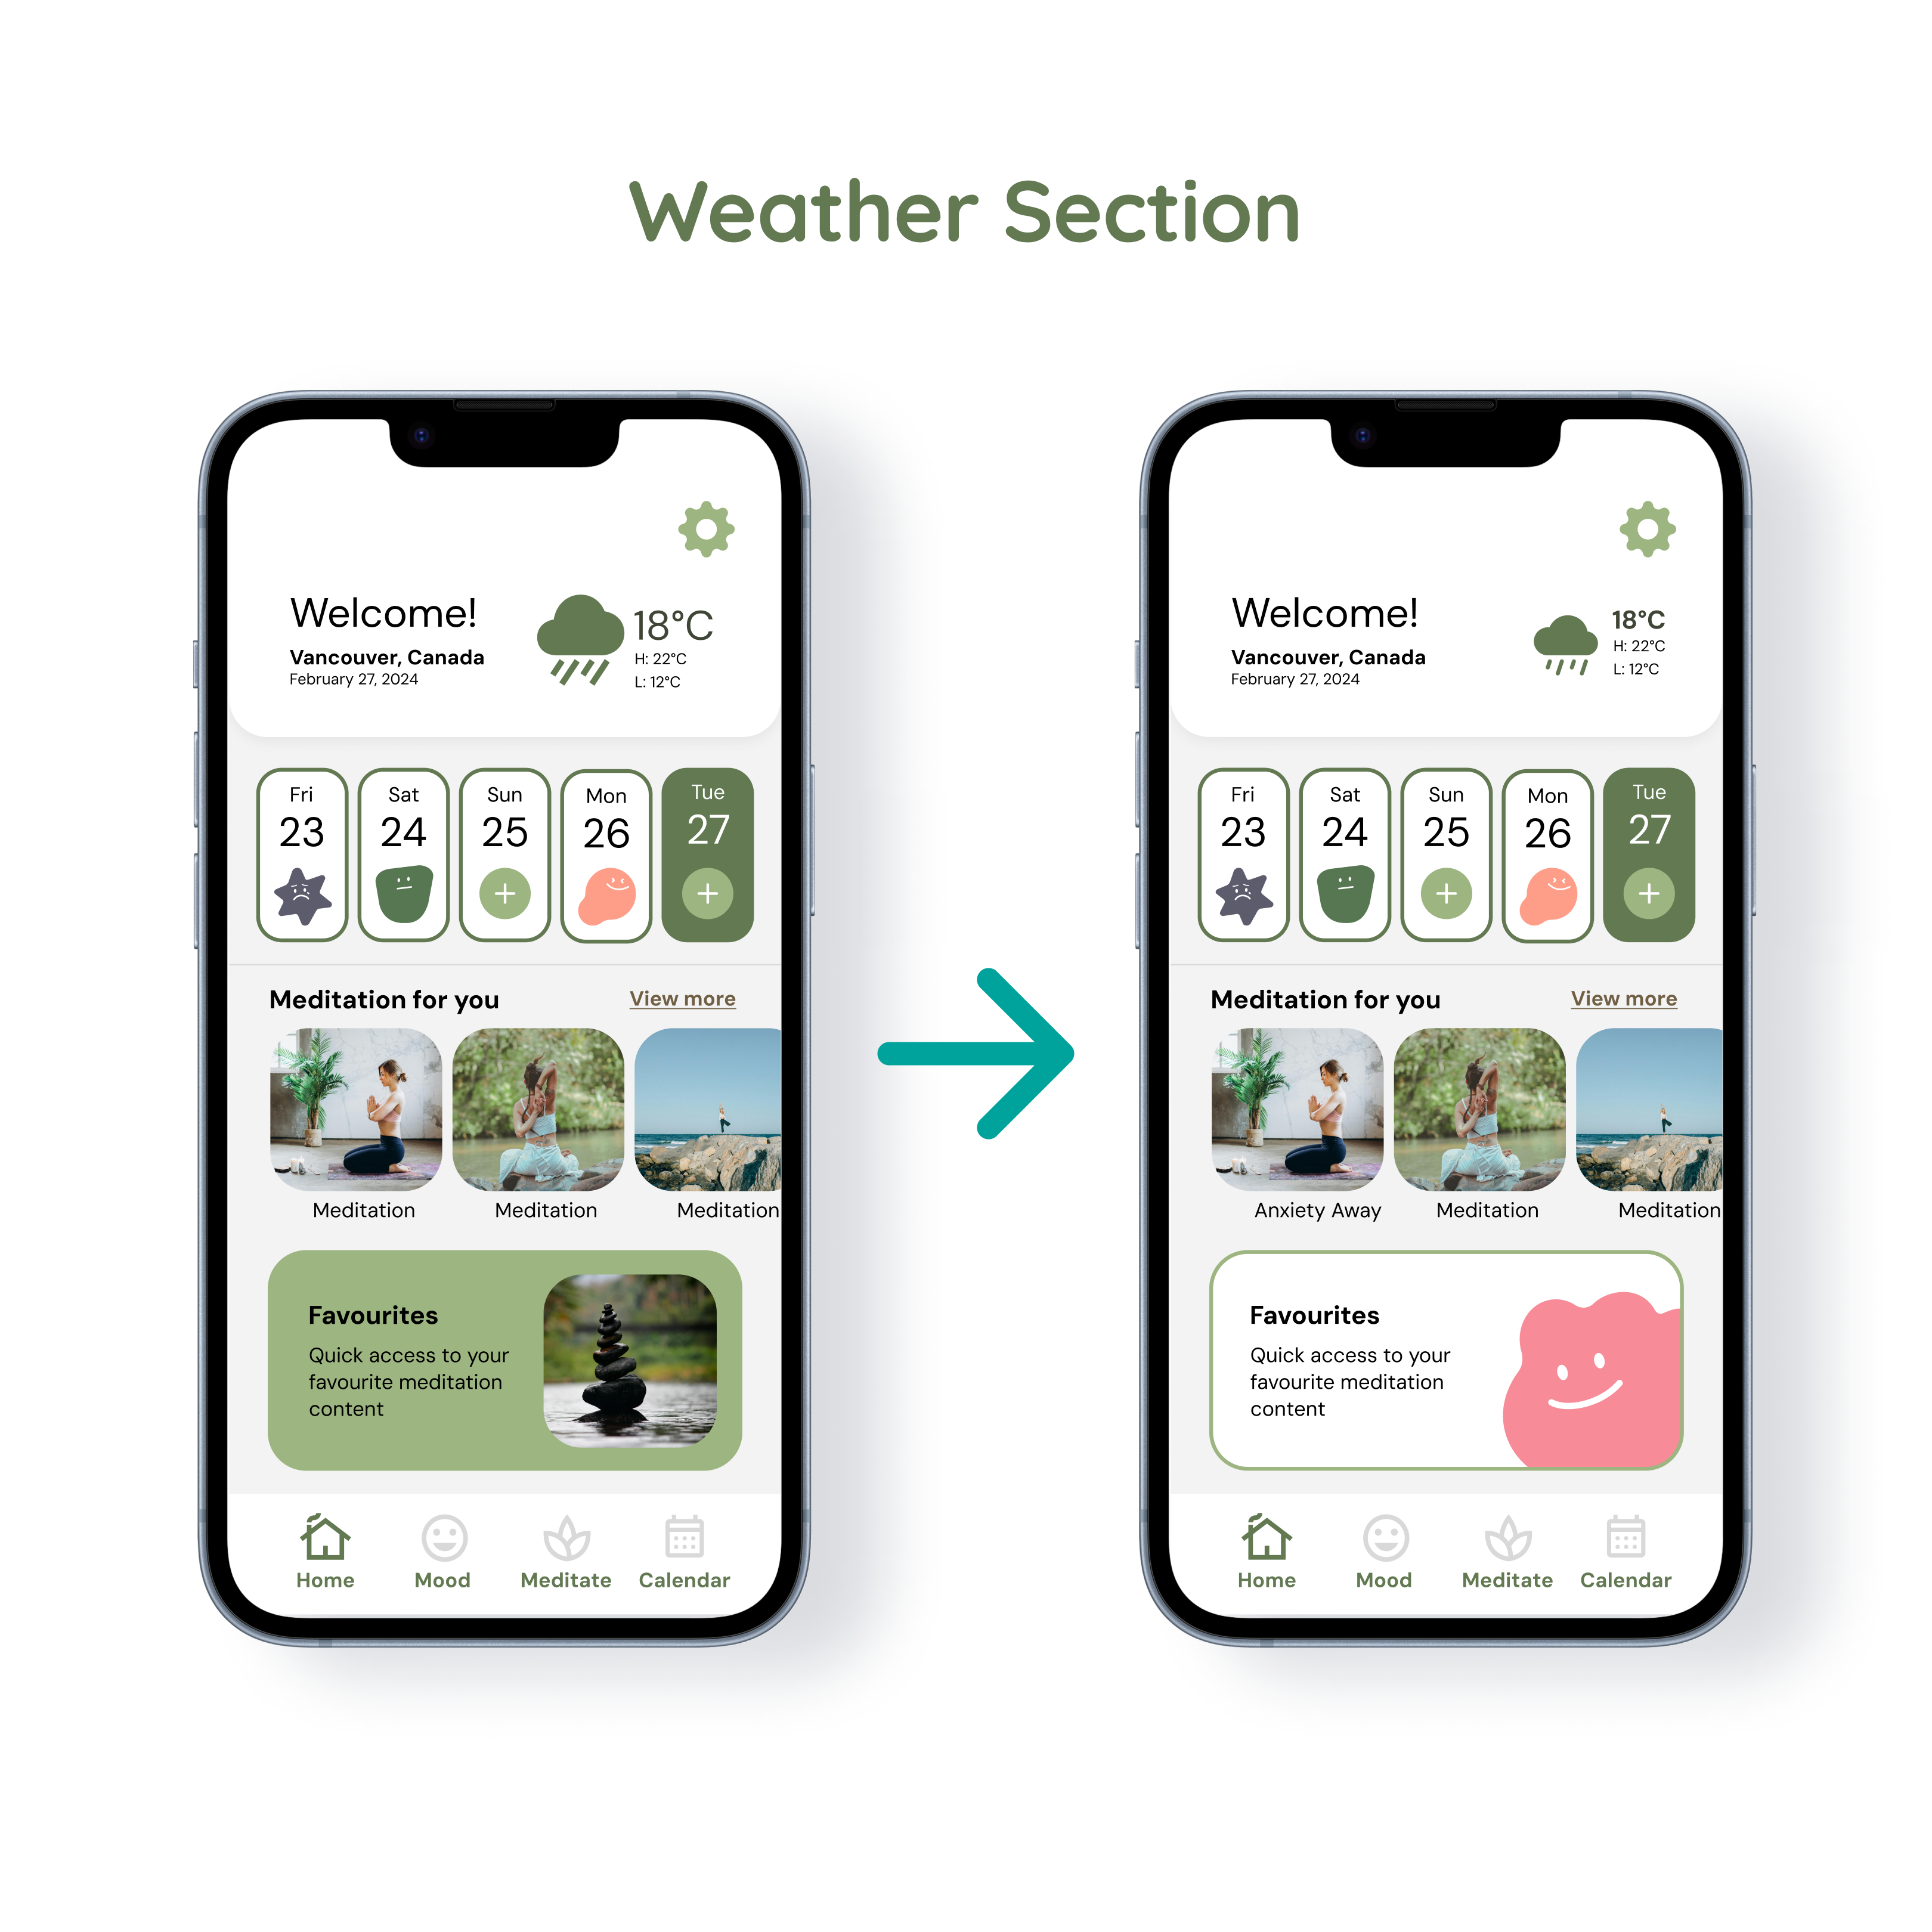 Weather Section
Welcome!
Vancouver, Canada
February 27, 2024
18°C
H: 22°C
L: 12°C
Fri
23
Sat
24
Sun
25
Mon
26
Tue
27
Meditation for you
View more
Meditation
Meditation
Meditation
Favourites
Quick access to your
favourite meditation
content
Home
Mood
Meditate
Calendar
Welcome!
Vancouver, Canada
February 27, 2024
18°C
H: 22°C
L: 12°C
Fri
23
Sat
24
Sun
25
Mon
26
Tue
27
Meditation for you
View more
Anxiety Away
Meditation
Meditation
Favourites
Quick access to your
favourite meditation
content
Home
Mood
Meditate
Calendar